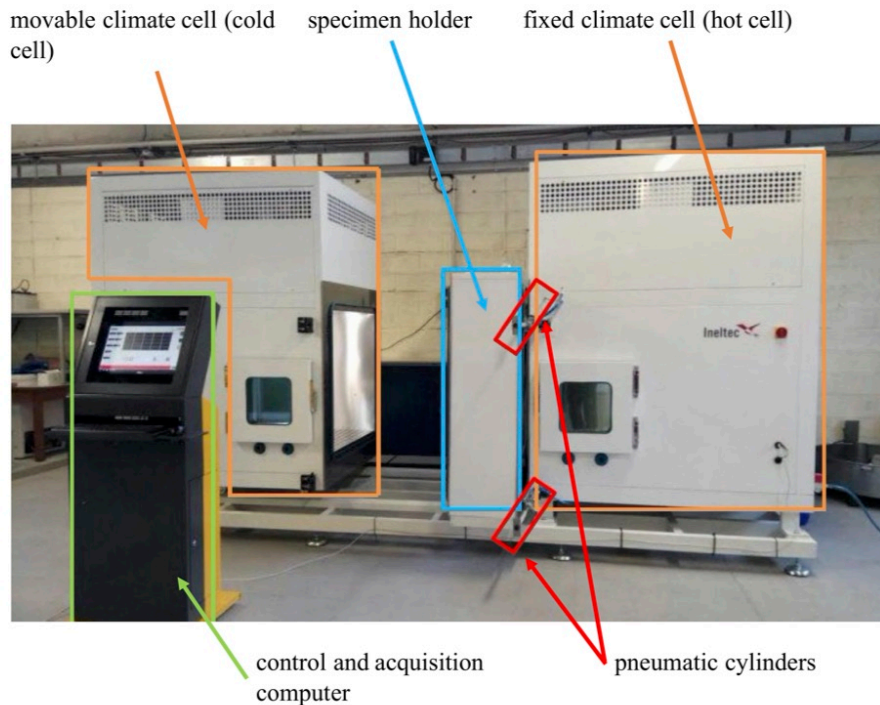 movable climate cell (cold
cell)
specimen holder
fixed climate cell (hot cell)
Ineltec
control and acquisition
computer
pneumatic cylinders